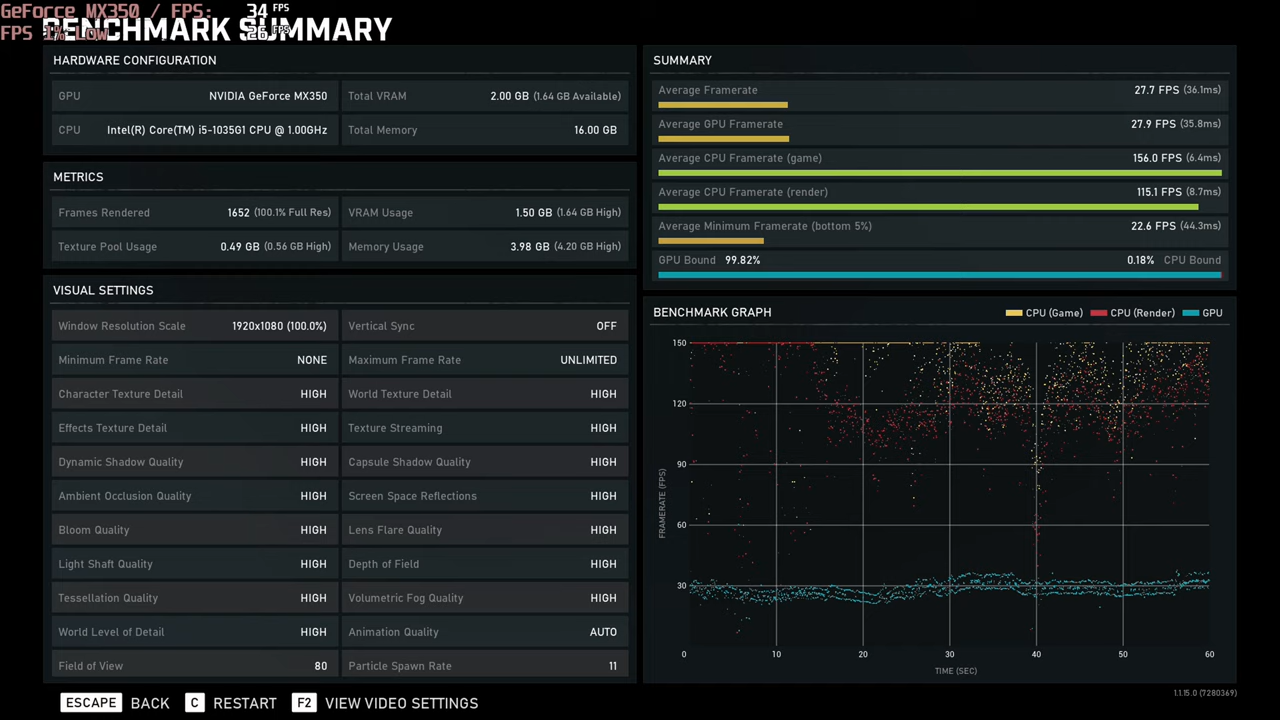 GeForce MX350 / FPS: 34 FPS
FPS 1% Low 26 FPS
BENCHMARK SUMMARY
HARDWARE CONFIGURATION
GPU NVIDIA GeForce MX350 Total VRAM 2.00 GB (1.64 GB Available)
CPU Intel(R) Core(TM) i5-1035G1 CPU @ 1.00GHz Total Memory 16.00 GB
METRICS
Frames Rendered 1652 (100.1% Full Res) VRAM Usage 1.50 GB (1.64 GB High)
Texture Pool Usage 0.49 GB (0.56 GB High) Memory Usage 3.98 GB (4.20 GB High)
VISUAL SETTINGS
Window Resolution Scale 1920x1080 (100.0%) Vertical Sync OFF
Minimum Frame Rate NONE Maximum Frame Rate UNLIMITED
Character Texture Detail HIGH World Texture Detail HIGH
Effects Texture Detail HIGH Texture Streaming HIGH
Dynamic Shadow Quality HIGH Capsule Shadow Quality HIGH
Ambient Occlusion Quality HIGH Screen Space Reflections HIGH
Bloom Quality HIGH Lens Flare Quality HIGH
Light Shaft Quality HIGH Depth of Field HIGH
Tessellation Quality HIGH Volumetric Fog Quality HIGH
World Level of Detail HIGH Animation Quality AUTO
Field of View 80 Particle Spawn Rate 11
SUMMARY
Average Framerate 27.7 FPS (36.1ms)
Average GPU Framerate 27.9 FPS (35.8ms)
Average CPU Framerate (game) 156.0 FPS (6.4ms)
Average CPU Framerate (render) 115.1 FPS (8.7ms)
Average Minimum Framerate (bottom 5%) 22.6 FPS (44.3ms)
GPU Bound 99.82% 0.18% CPU Bound
BENCHMARK GRAPH CPU (Game) CPU (Render) GPU
150
120
90
60
30
FRAMERATE (FPS)
0 10 20 30 40 50 60
TIME (SEC)
ESCAPE BACK C RESTART F2 VIEW VIDEO SETTINGS
1.1.15.0 (7280369)